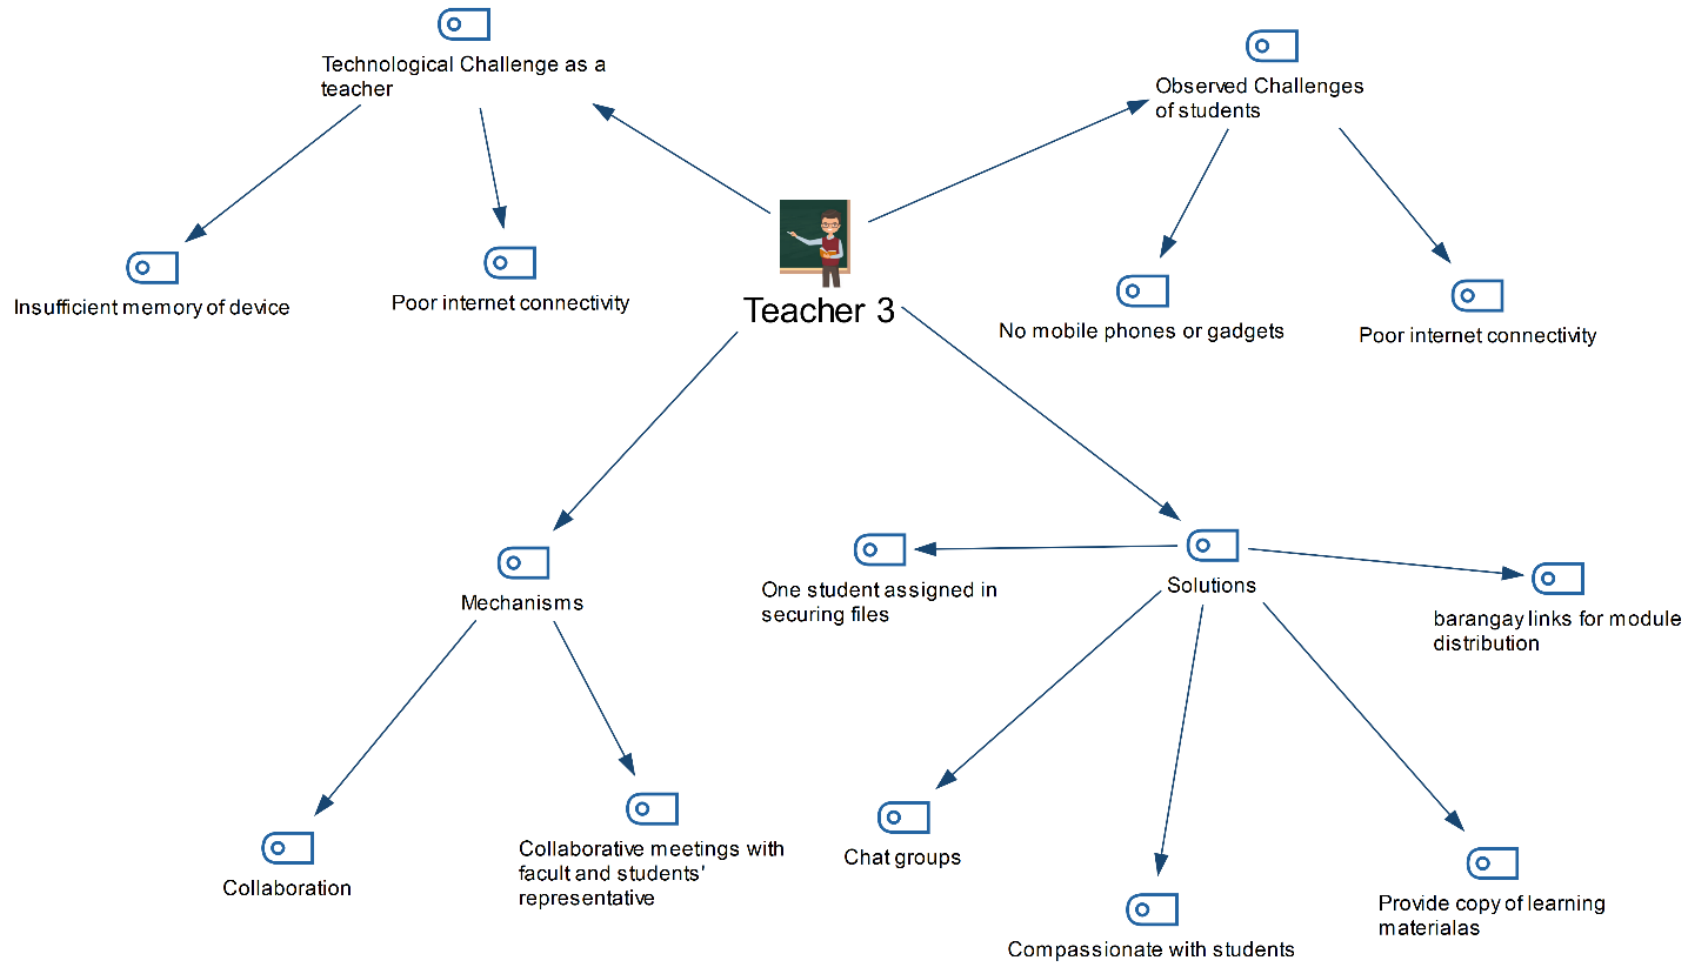 Technological Challenge as a
teacher
Observed Challenges
of students
Insufficient memory of device
Poor internet connectivity
Teacher 3
No mobile phones or gadgets
Poor internet connectivity
Mechanisms
One student assigned in
securing files
Solutions
barangay links for module
distribution
Collaboration
Collaborative meetings with
facult and students'
representative
Chat groups
Compassionate with students
Provide copy of learning
materialas